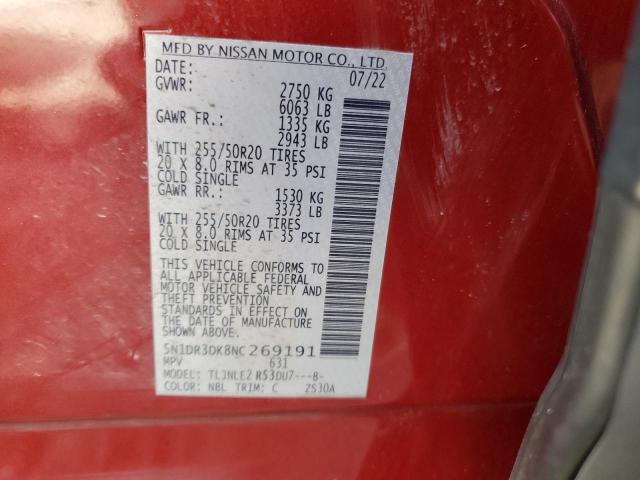 MFD BY NISSAN MOTOR CO., LTD.
DATE: 07/22
GVWR: 2750 KG
6063 LB
GAWR FR.: 1335 KG
2943 LB
WITH 255/50R20 TIRES
20 X 8.0 RIMS AT 35 PSI
COLD SINGLE
GAWR RR.: 1530 KG
3373 LB
WITH 255/50R20 TIRES
20 X 8.0 RIMS AT 35 PSI
COLD SINGLE
THIS VEHICLE CONFORMS TO
ALL APPLICABLE FEDERAL
MOTOR VEHICLE SAFETY AND
THEFT PREVENTION
STANDARDS IN EFFECT ON
THE DATE OF MANUFACTURE
SHOWN ABOVE.
5N1DR3DK8NC269191
MPV 631
MODEL: TLJNLE2 R53DU7---8-
COLOR: NBL TRIM: C ZS30A